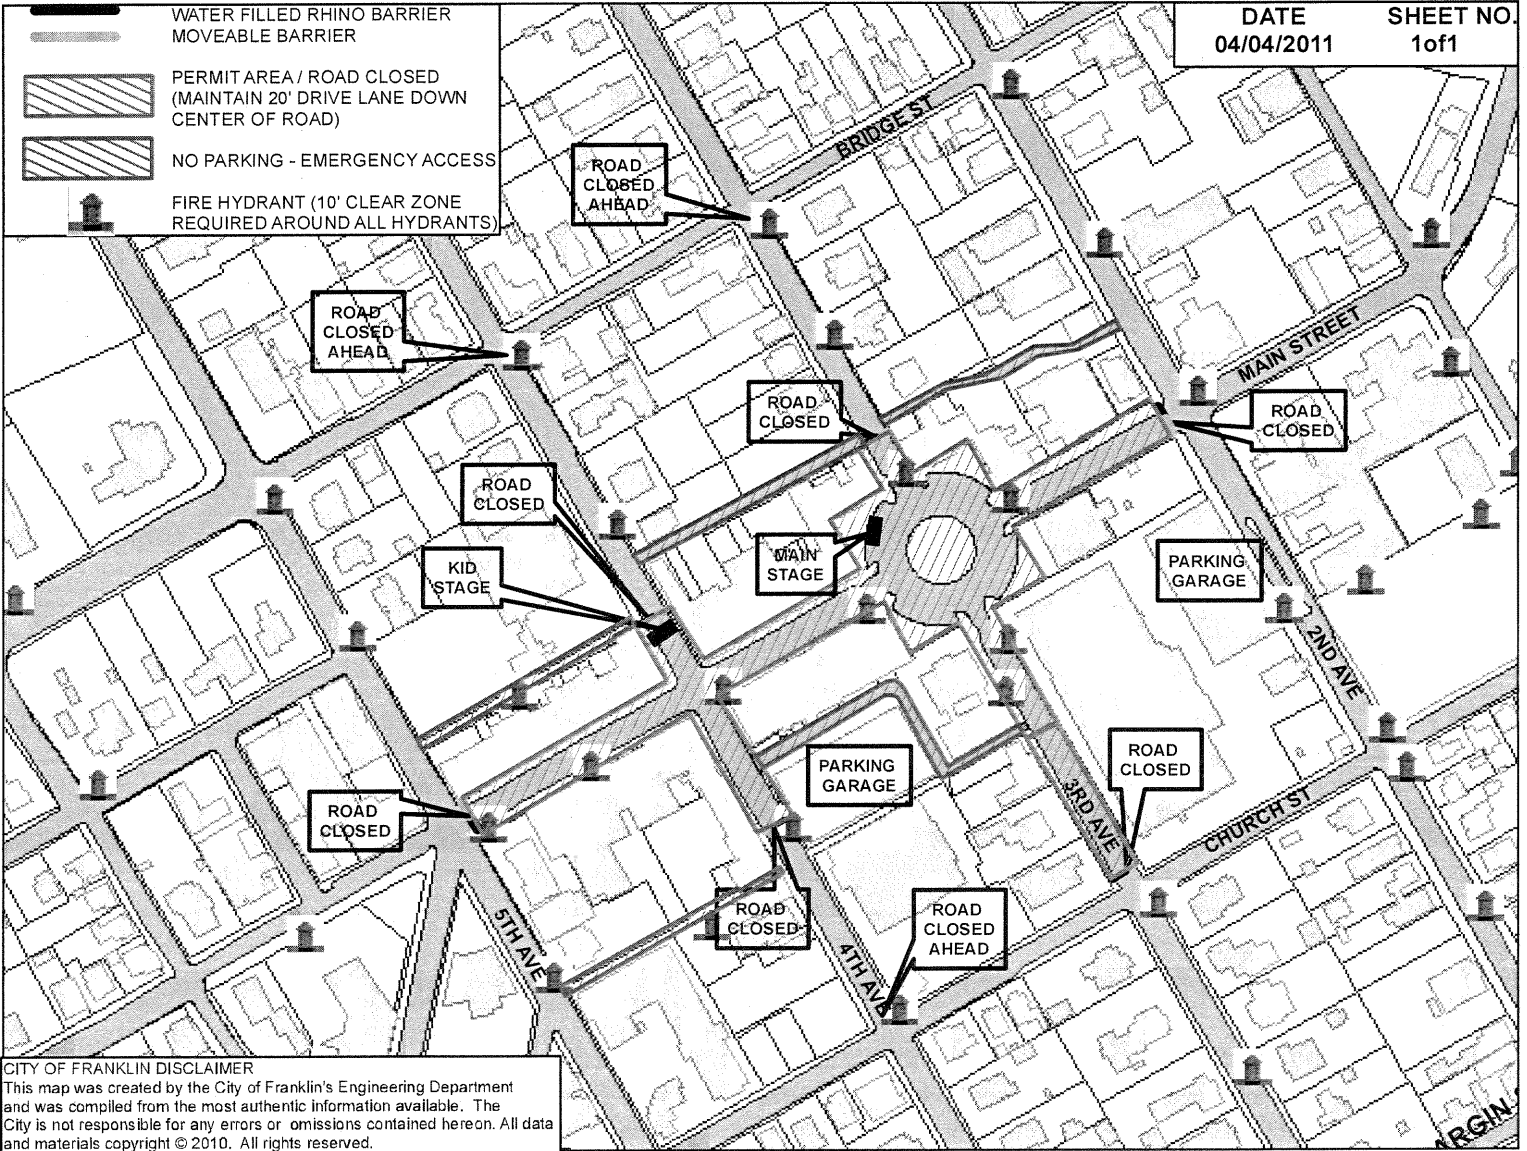 WATER FILLED RHINO BARRIER
MOVEABLE BARRIER
PERMIT AREA / ROAD CLOSED
(MAINTAIN 20' DRIVE LANE DOWN
CENTER OF ROAD)
NO PARKING - EMERGENCY ACCESS
FIRE HYDRANT (10' CLEAR ZONE
REQUIRED AROUND ALL HYDRANTS)
DATE
04/04/2011
SHEET NO.
1of1
BRIDGE ST
ROAD
CLOSED
AHEAD
ROAD
CLOSED
AHEAD
MAIN STREET
ROAD
CLOSED
ROAD
CLOSED
ROAD
CLOSED
MAIN
STAGE
KID
STAGE
PARKING
GARAGE
2ND AVE
ROAD
CLOSED
PARKING
GARAGE
ROAD
CLOSED
3RD AVE
CHURCH ST
ROAD
CLOSED
ROAD
CLOSED
AHEAD
5TH AVE
4TH AVE
CITY OF FRANKLIN DISCLAIMER
This map was created by the City of Franklin's Engineering Department
and was compiled from the most authentic information available. The
City is not responsible for any errors or omissions contained hereon. All data
and materials copyright © 2010. All rights reserved.